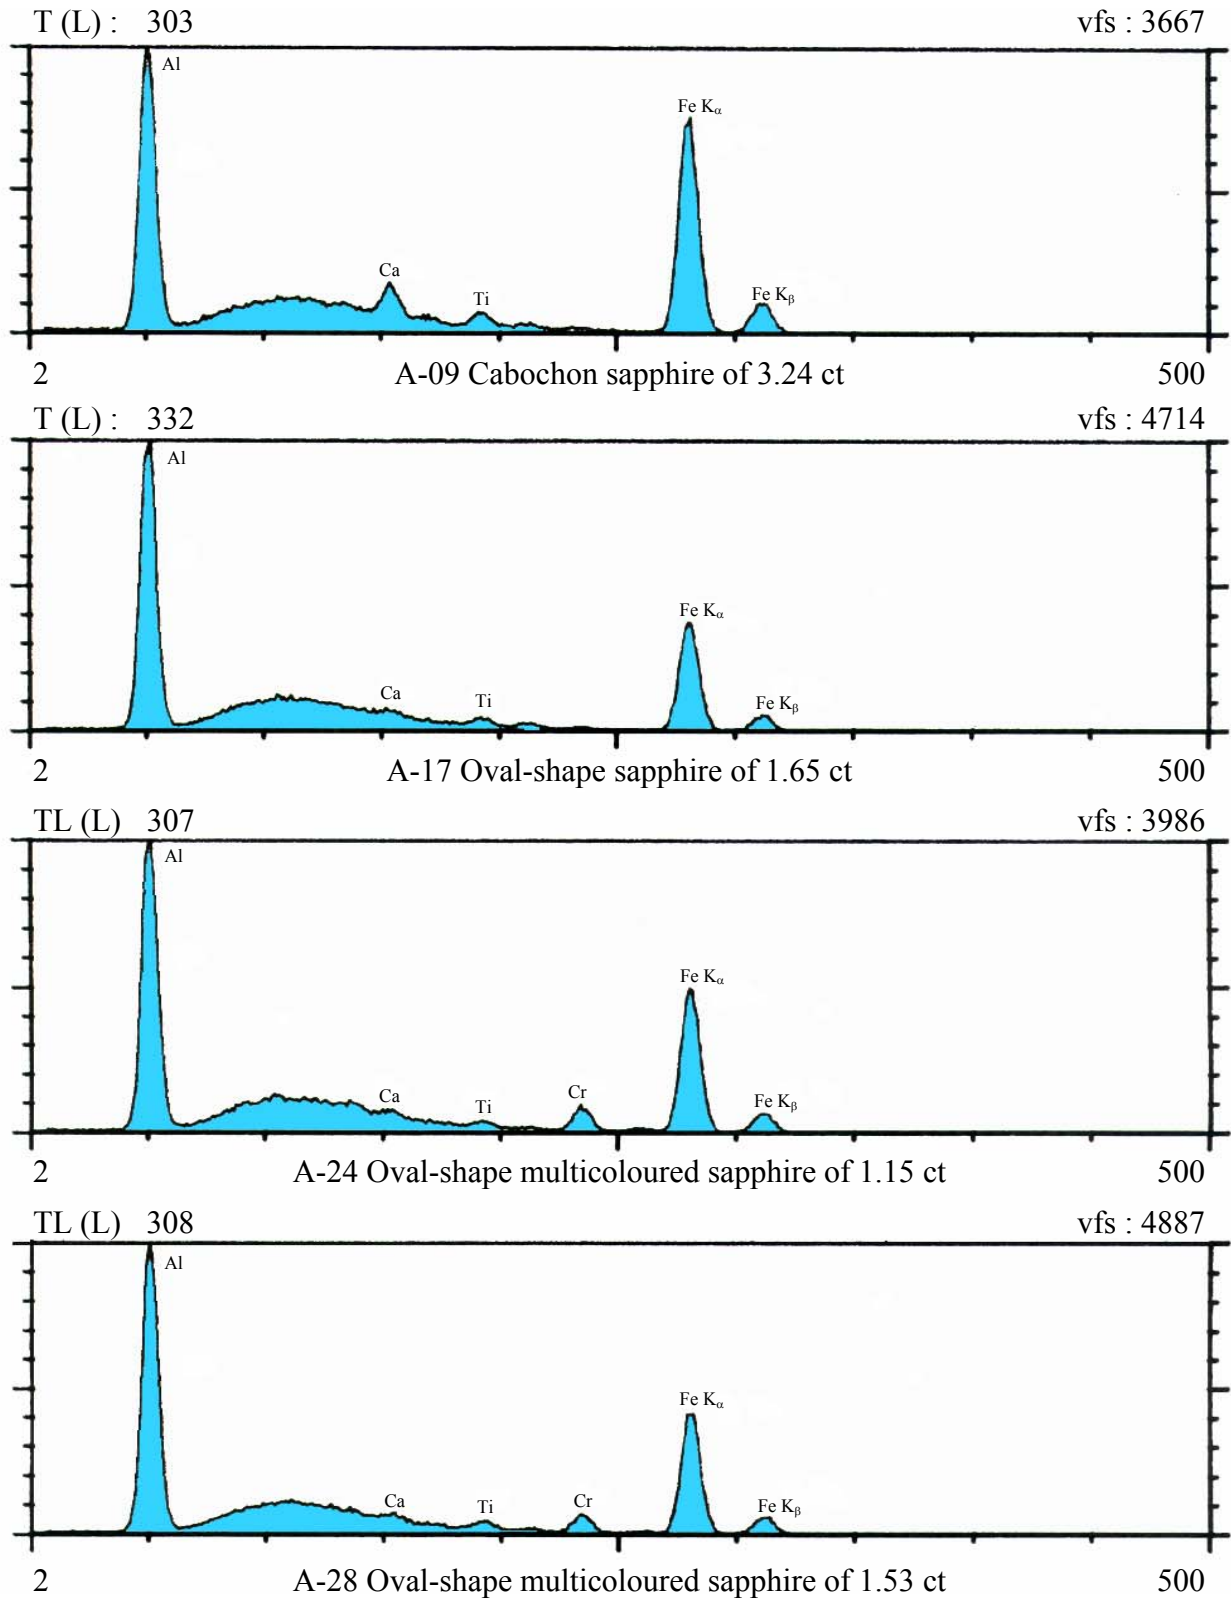 T (L) : 303 vfs : 3667
Al
Fe Kα
Ca
Ti
Fe Kβ
2 A-09 Cabochon sapphire of 3.24 ct 500
T (L) : 332 vfs : 4714
Al
Fe Kα
Ca
Ti
Fe Kβ
2 A-17 Oval-shape sapphire of 1.65 ct 500
TL (L) 307 vfs : 3986
Al
Fe Kα
Ca
Ti
Cr
Fe Kβ
2 A-24 Oval-shape multicoloured sapphire of 1.15 ct 500
TL (L) 308 vfs : 4887
Al
Fe Kα
Ca
Ti
Cr
Fe Kβ
2 A-28 Oval-shape multicoloured sapphire of 1.53 ct 500